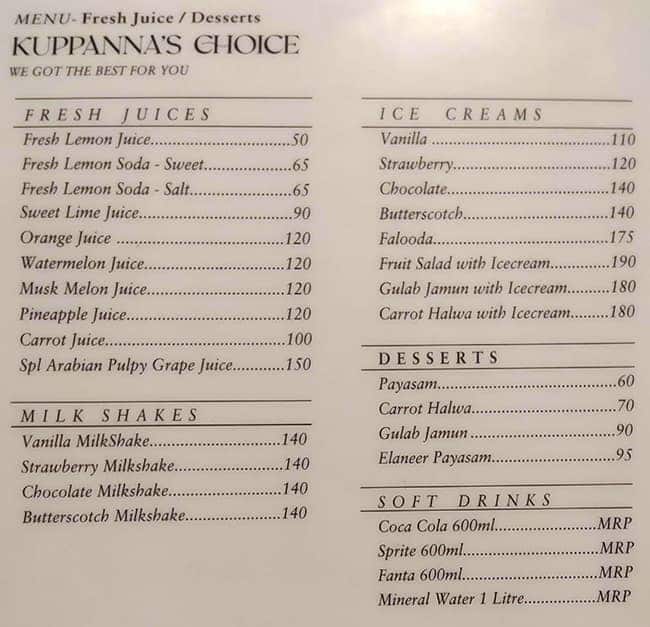 MENU- Fresh Juice / Desserts
KUPPANNA'S CHOICE
WE GOT THE BEST FOR YOU
FRESH JUICES
Fresh Lemon Juice..............................50
Fresh Lemon Soda - Sweet...................65
Fresh Lemon Soda - Salt......................65
Sweet Lime Juice.................................90
Orange Juice ....................................120
Watermelon Juice..............................120
Musk Melon Juice..............................120
Pineapple Juice..................................120
Carrot Juice.......................................100
Spl Arabian Pulpy Grape Juice...........150
MILK SHAKES
Vanilla MilkShake............................140
Strawberry Milkshake.......................140
Chocolate Milkshake........................140
Butterscotch Milkshake....................140
ICE CREAMS
Vanilla ......................................110
Strawberry..................................120
Chocolate...................................140
Butterscotch................................140
Falooda......................................175
Fruit Salad with Icecream............190
Gulab Jamun with Icecream.........180
Carrot Halwa with Icecream........180
DESSERTS
Payasam......................................60
Carrot Halwa...............................70
Gulab Jamun ...............................90
Elaneer Payasam..........................95
SOFT DRINKS
Coca Cola 600ml......................MRP
Sprite 600ml.............................MRP
Fanta 600ml.............................MRP
Mineral Water 1 Litre...............MRP